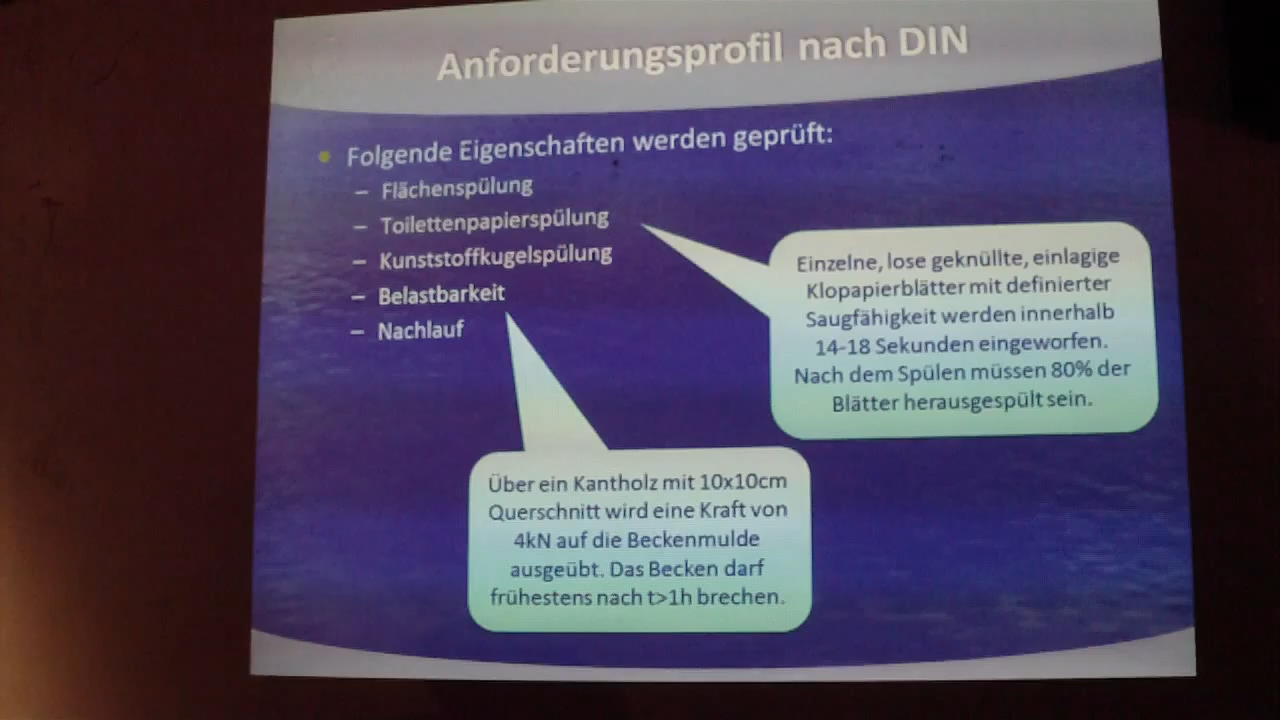 Anforderungsprofil nach DIN
• Folgende Eigenschaften werden geprüft:
– Flächenspülung
– Toilettenpapierspülung
– Kunststoffkugelspülung
– Belastbarkeit
– Nachlauf
Einzelne, lose geknüllte, einlagige
Klopapierblätter mit definierter
Saugfähigkeit werden innerhalb
14-18 Sekunden eingeworfen.
Nach dem Spülen müssen 80% der
Blätter herausgespült sein.
Über ein Kantholz mit 10x10cm
Querschnitt wird eine Kraft von
4kN auf die Beckenmulde
ausgeübt. Das Becken darf
frühestens nach t>1h brechen.